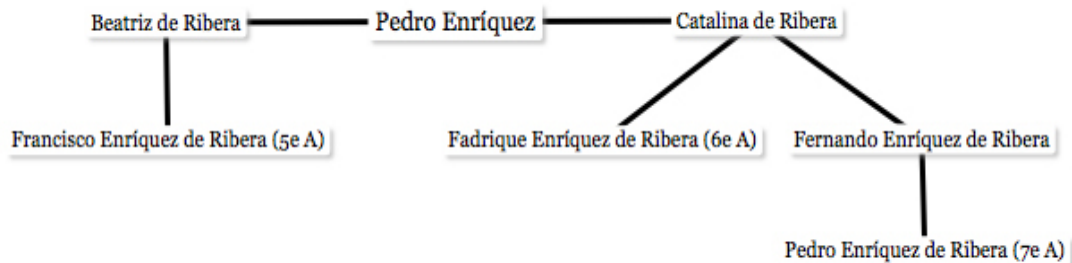 Beatriz de Ribera
Pedro Enríquez
Catalina de Ribera
Francisco Enríquez de Ribera (5e A)
Fadrique Enríquez de Ribera (6e A)
Fernando Enríquez de Ribera
Pedro Enríquez de Ribera (7e A)